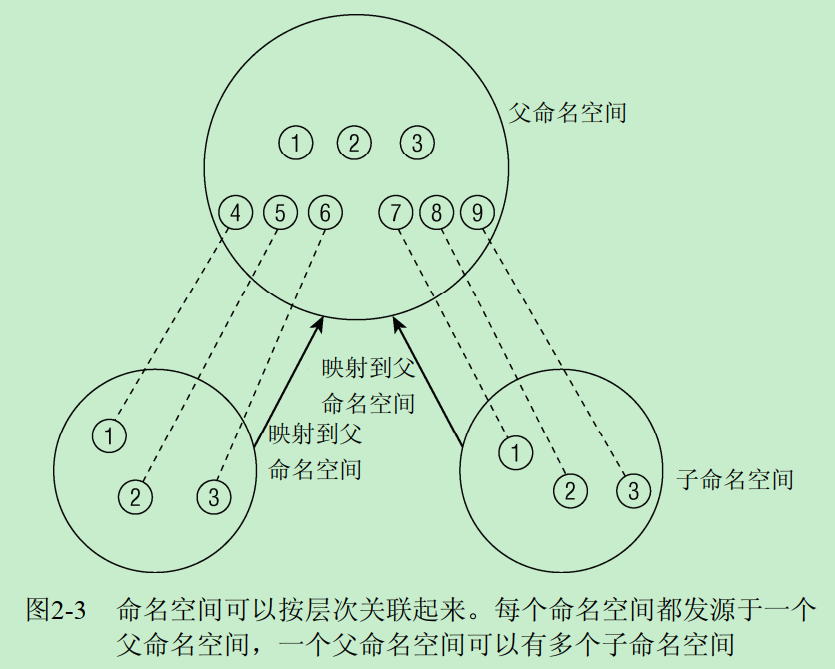 父命名空间
1 2 3
4 5 6 7 8 9
映射到父
命名空间
映射到父
命名空间
1
2 3
1
2 3
子命名空间
图2-3 命名空间可以按层次关联起来。每个命名空间都发源于一个
父命名空间，一个父命名空间可以有多个子命名空间